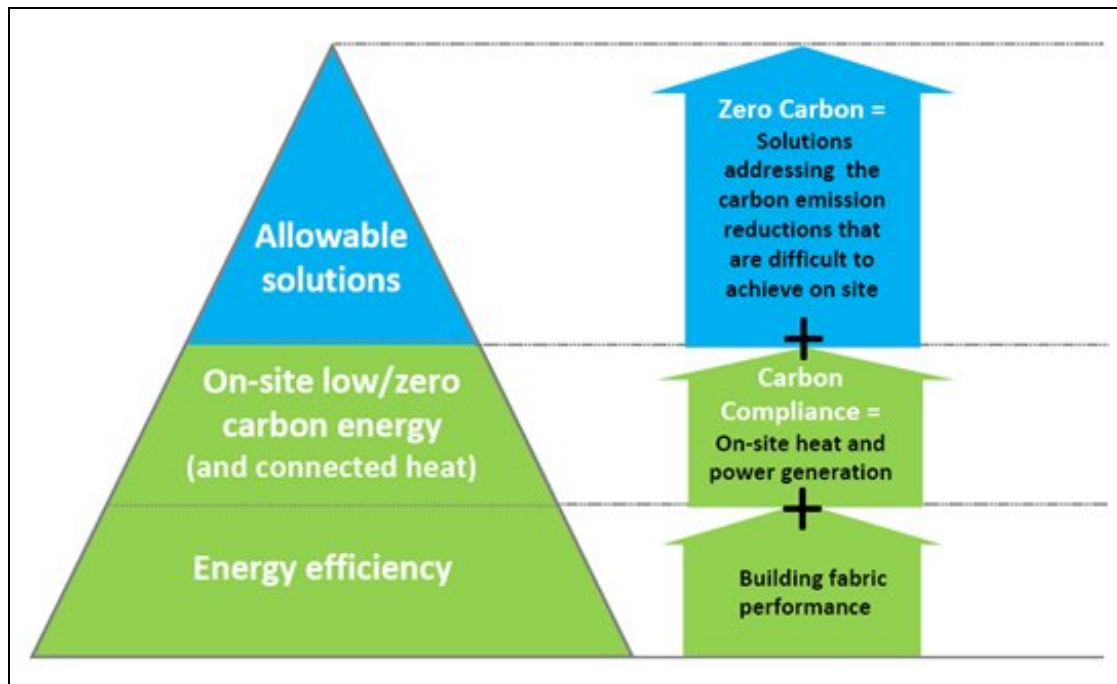 Allowable
solutions
On-site low/zero
carbon energy
(and connected heat)
Energy efficiency
Zero Carbon =
Solutions
addressing the
carbon emission
reductions that
are difficult to
achieve on site
+
Carbon
Compliance =
On-site heat and
power generation
+
Building fabric
performance